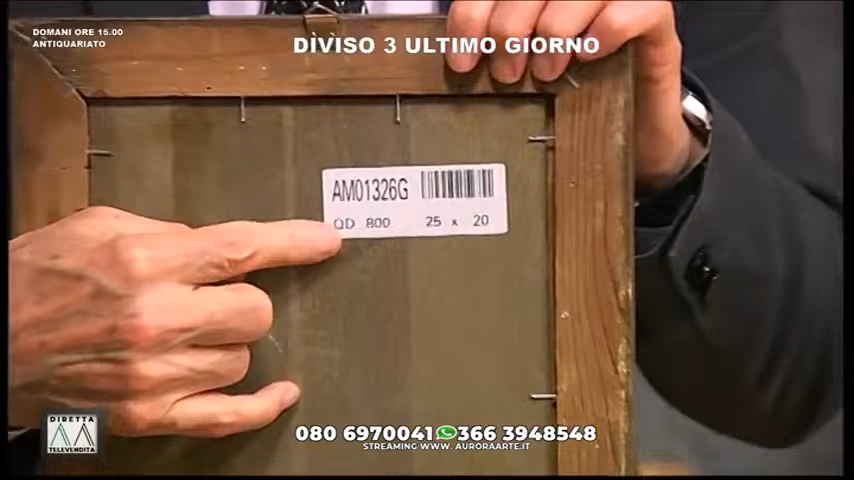 DOMANI ORE 15.00
ANTIQUARIATO
DIVISO 3 ULTIMO GIORNO
AM01326G
QD 800 25 x 20
DIRETTA
TELEVENDITA
080 6970041 366 3948548
STREAMING WWW. AURORAARTE.IT